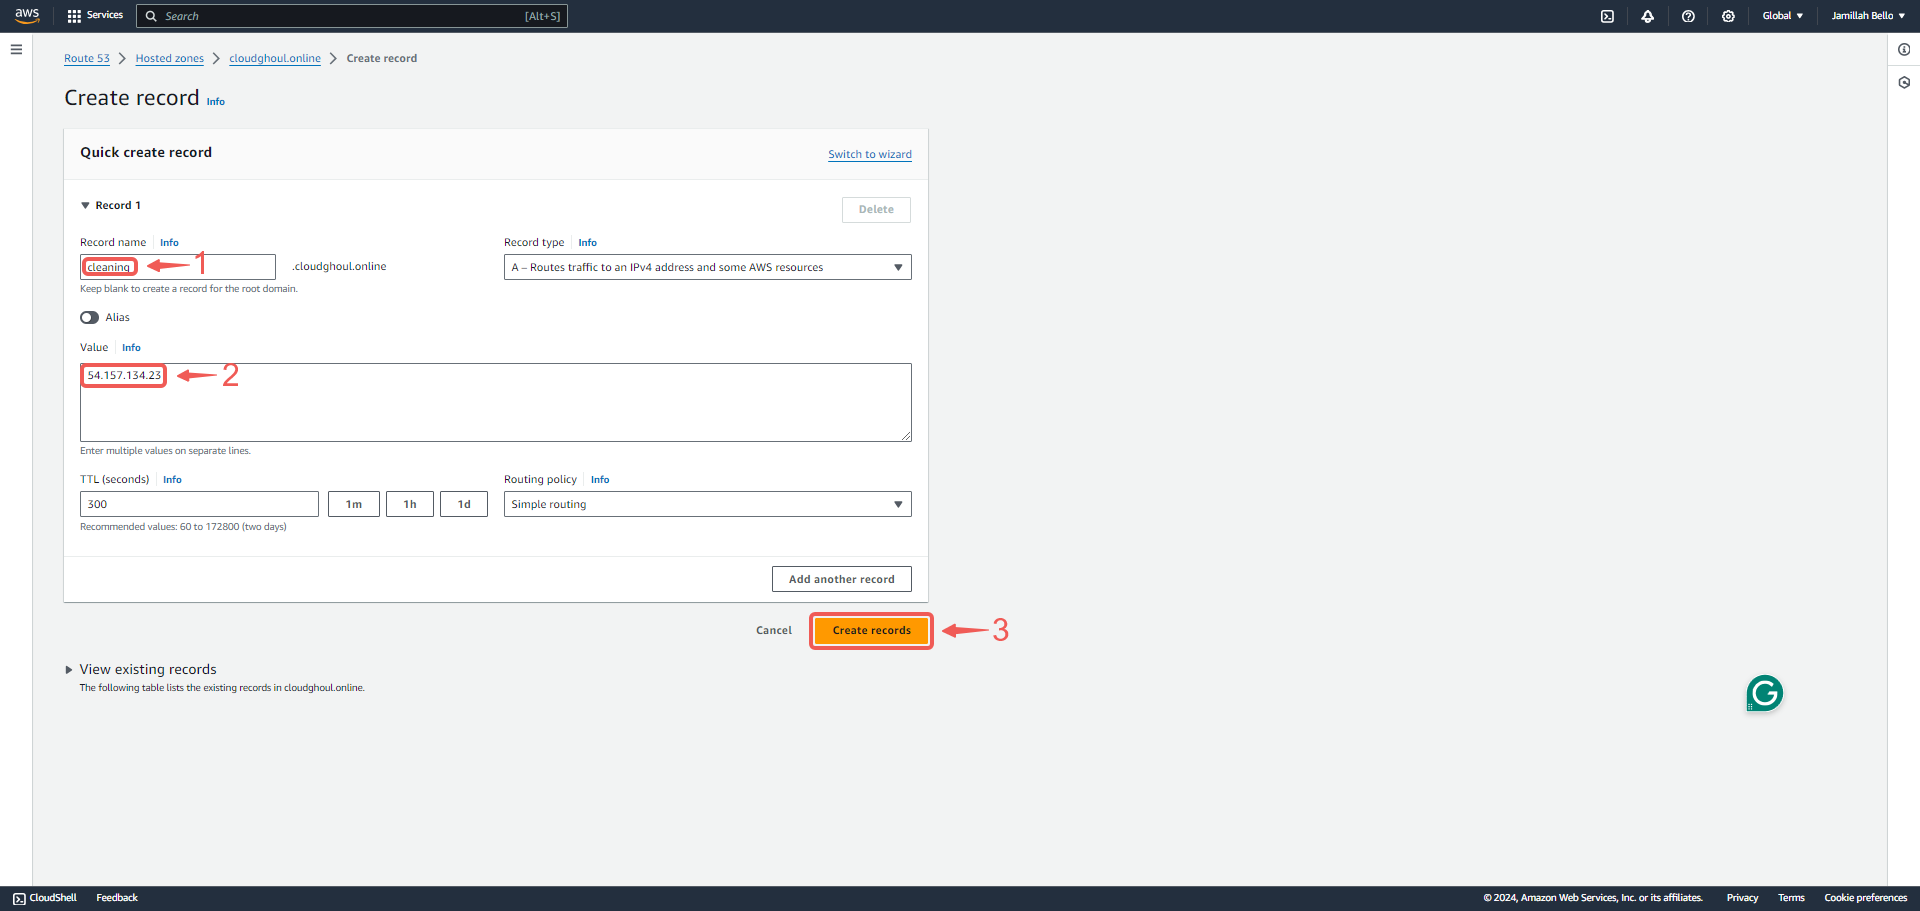 aws Services Search [Alt+S] Global Jamillah Bello
Route 53 Hosted zones cloudghoul.online Create record
Create record Info
Quick create record
Switch to wizard
Record 1
Delete
Record name Info
Record type Info
cleaning 1 .cloudghoul.online
A – Routes traffic to an IPv4 address and some AWS resources
Keep blank to create a record for the root domain.
Alias
Value Info
54.157.134.23 2
Enter multiple values on separate lines.
TTL (seconds) Info
Routing policy Info
300 1m 1h 1d
Simple routing
Recommended values: 60 to 172800 (two days)
Add another record
Cancel Create records 3
View existing records
The following table lists the existing records in cloudghoul.online.
G
CloudShell Feedback © 2024, Amazon Web Services, Inc. or its affiliates. Privacy Terms Cookie preferences